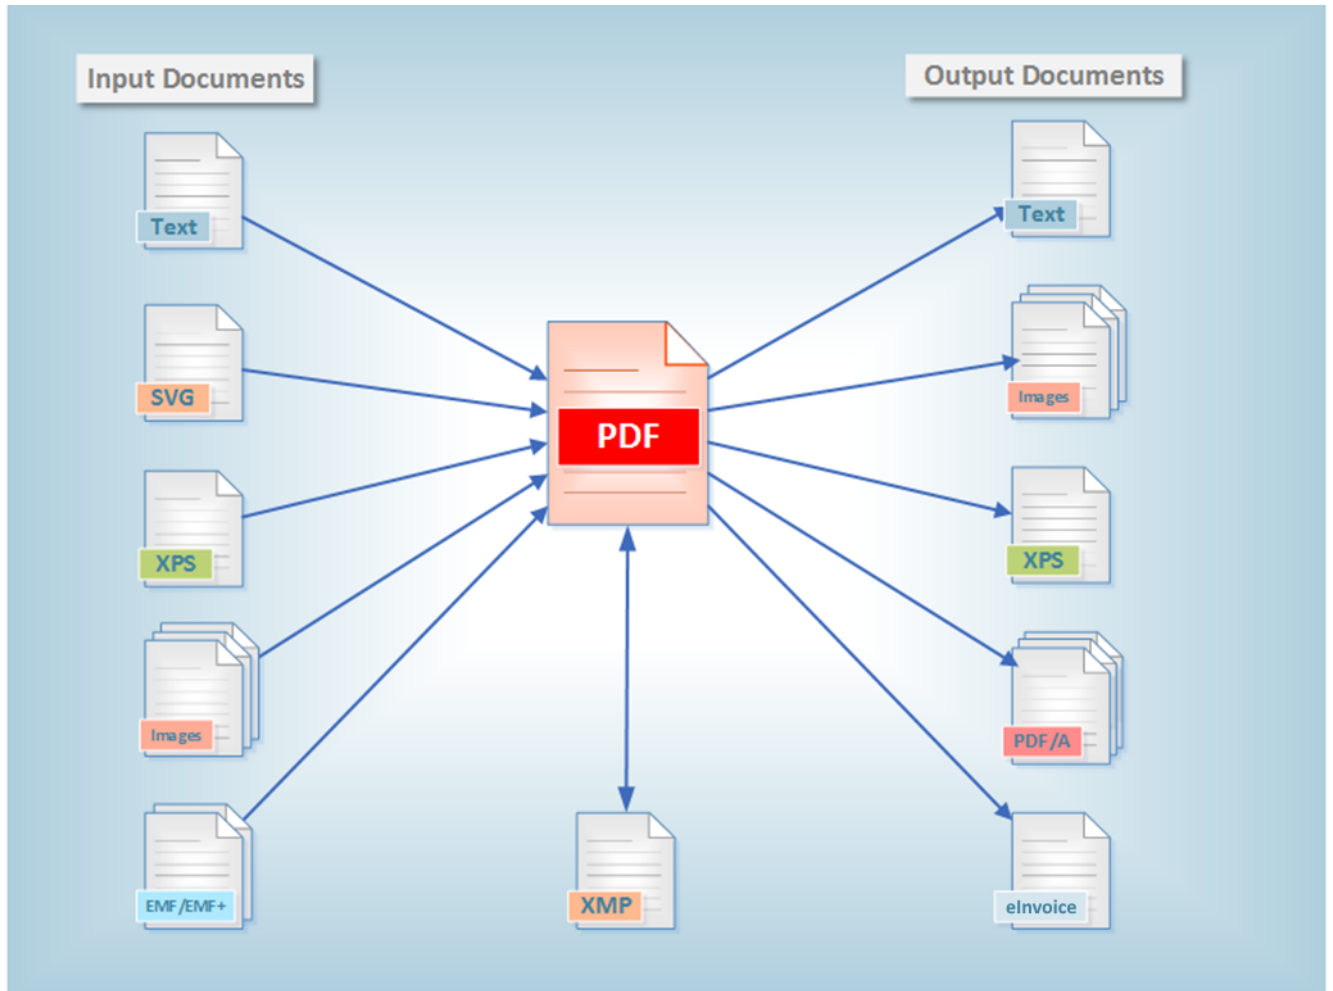 Input Documents
Output Documents
Text
SVG
XPS
Images
EMF/EMF+
PDF
XMP
Text
Images
XPS
PDF/A
eInvoice